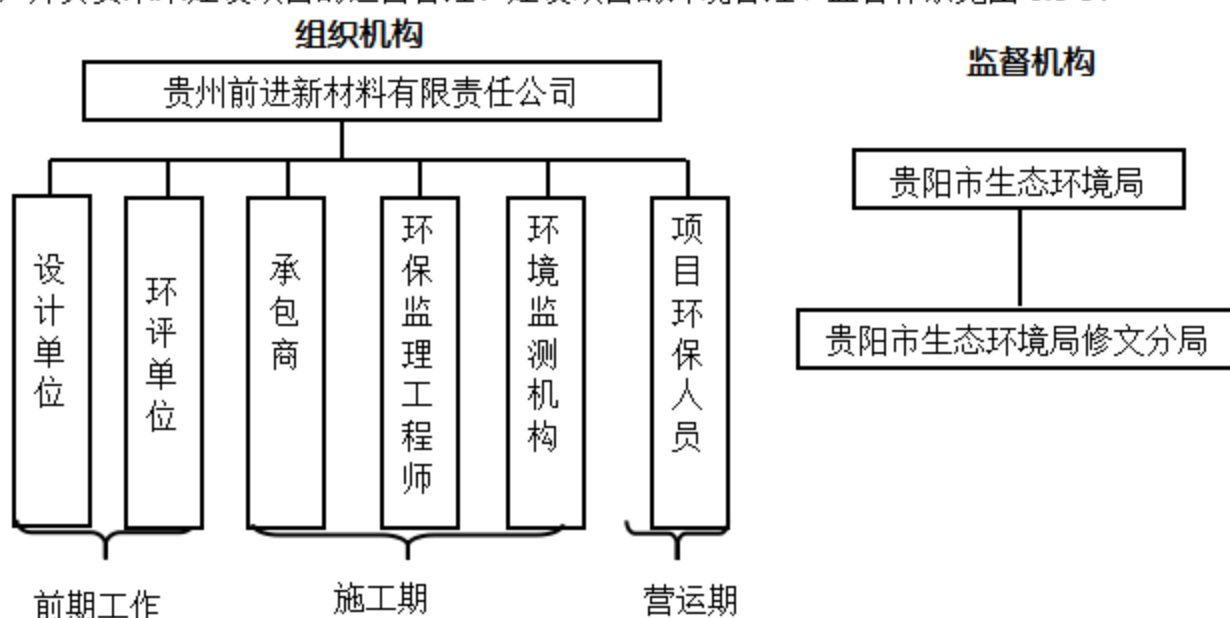 组织机构
监督机构
贵州前进新材料有限责任公司
贵阳市生态环境局
贵阳市生态环境局修文分局
设计单位
环评单位
承包商
环保监理工程师
环境监测机构
项目环保人员
前期工作
施工期
营运期